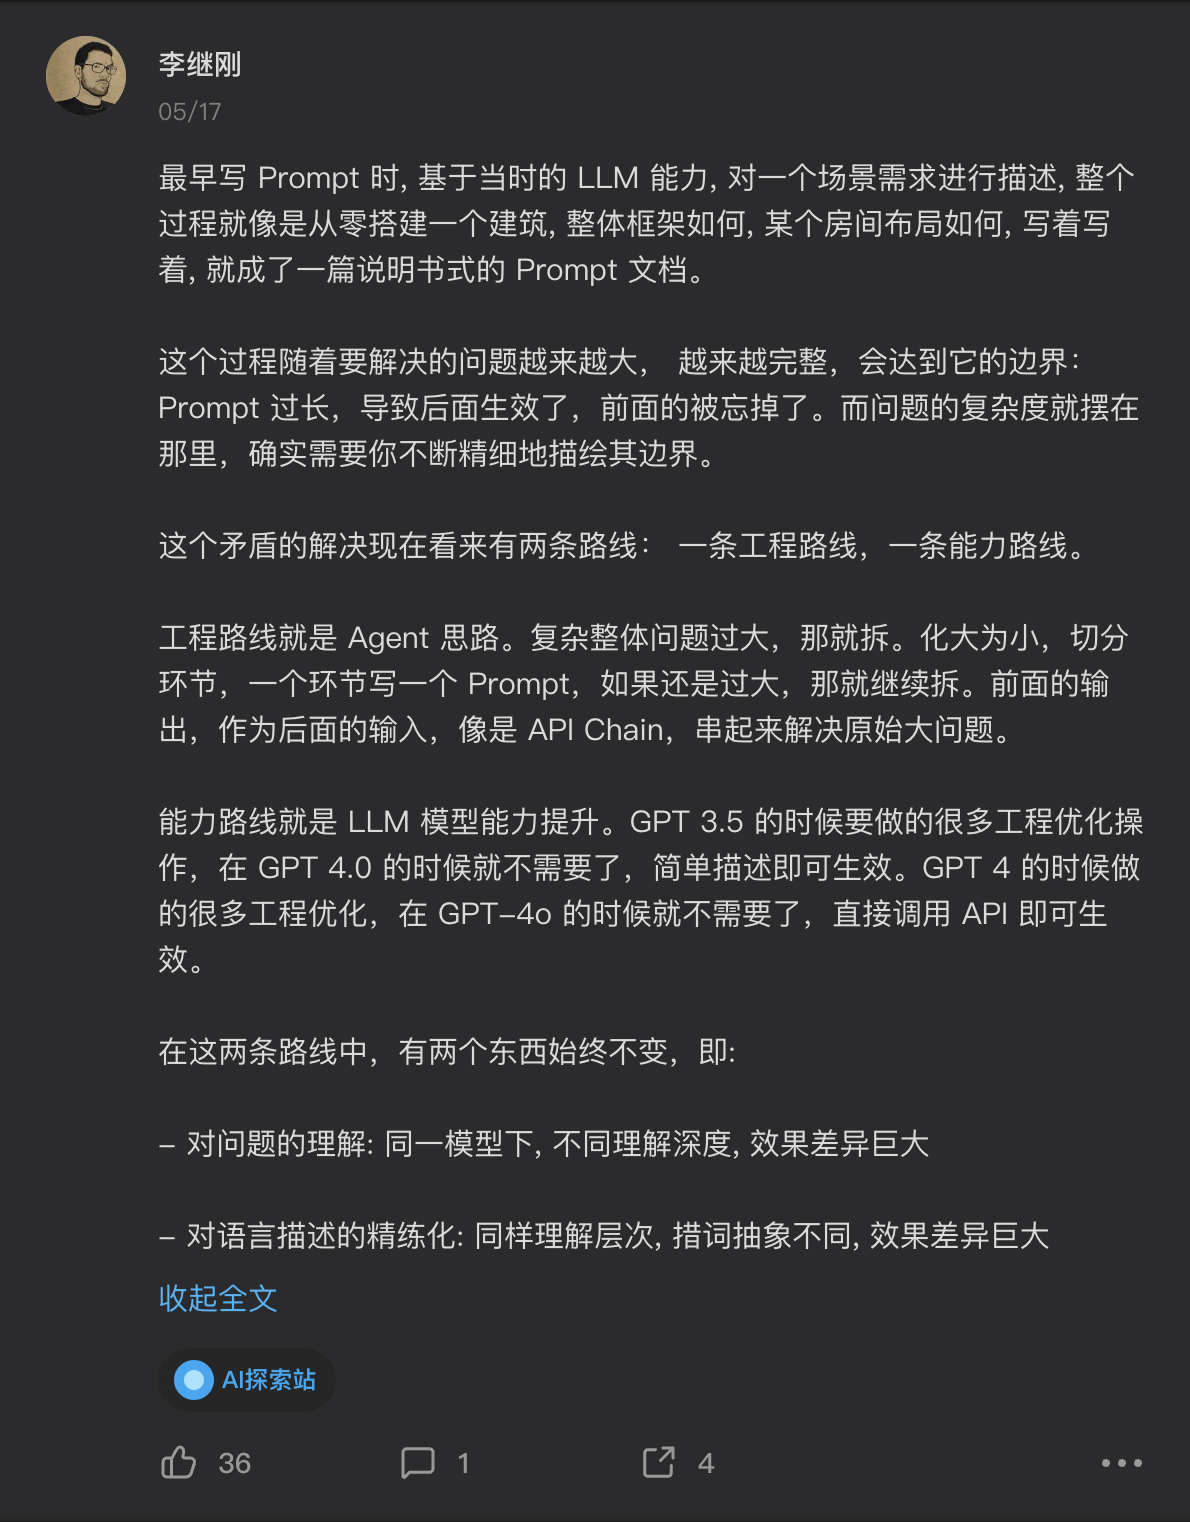 李继刚
05/17
最早写 Prompt 时, 基于当时的 LLM 能力, 对一个场景需求进行描述, 整个
过程就像是从零搭建一个建筑, 整体框架如何, 某个房间布局如何, 写着写
着, 就成了一篇说明书式的 Prompt 文档。
这个过程随着要解决的问题越来越大， 越来越完整，会达到它的边界：
Prompt 过长，导致后面生效了，前面的被忘掉了。而问题的复杂度就摆在
那里，确实需要你不断精细地描绘其边界。
这个矛盾的解决现在看来有两条路线： 一条工程路线，一条能力路线。
工程路线就是 Agent 思路。复杂整体问题过大，那就拆。化大为小，切分
环节，一个环节写一个 Prompt，如果还是过大，那就继续拆。前面的输
出，作为后面的输入，像是 API Chain，串起来解决原始大问题。
能力路线就是 LLM 模型能力提升。GPT 3.5 的时候要做的很多工程优化操
作，在 GPT 4.0 的时候就不需要了，简单描述即可生效。GPT 4 的时候做
的很多工程优化，在 GPT-4o 的时候就不需要了，直接调用 API 即可生
效。
在这两条路线中，有两个东西始终不变，即:
- 对问题的理解: 同一模型下, 不同理解深度, 效果差异巨大
- 对语言描述的精练化: 同样理解层次, 措词抽象不同, 效果差异巨大
收起全文
AI探索站
36 1 4